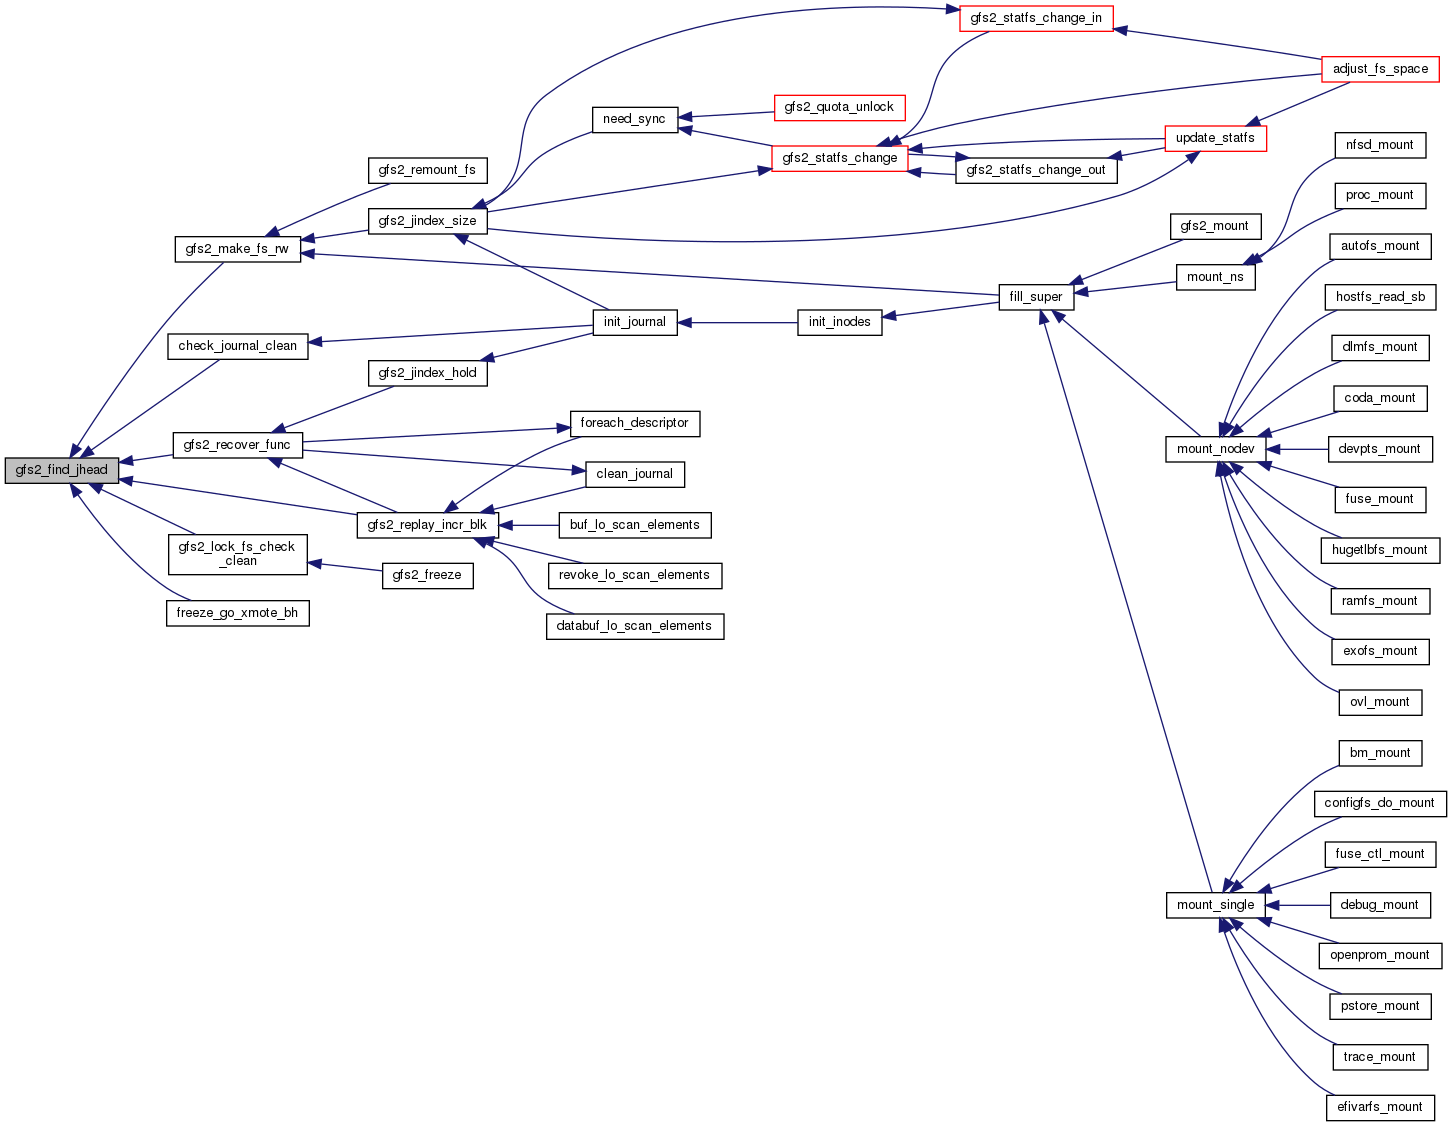 gfs2_statfs_change_in
adjust_fs_space
gfs2_quota_unlock
need_sync
update_statfs
nfsd_mount
gfs2_statfs_change
gfs2_remount_fs
gfs2_statfs_change_out
proc_mount
gfs2_jindex_size
gfs2_mount
autofs_mount
gfs2_make_fs_rw
mount_ns
fill_super
hostfs_read_sb
init_journal
init_inodes
check_journal_clean
dlmfs_mount
gfs2_jindex_hold
coda_mount
foreach_descriptor
gfs2_recover_func
mount_nodev
devpts_mount
gfs2_find_jhead
clean_journal
fuse_mount
gfs2_replay_incr_blk
buf_lo_scan_elements
gfs2_lock_fs_check
_clean
hugetlbfs_mount
gfs2_freeze
revoke_lo_scan_elements
ramfs_mount
freeze_go_xmote_bh
databuf_lo_scan_elements
exofs_mount
ovl_mount
bm_mount
configfs_do_mount
fuse_ctl_mount
mount_single
debug_mount
openprom_mount
pstore_mount
trace_mount
efivarfs_mount